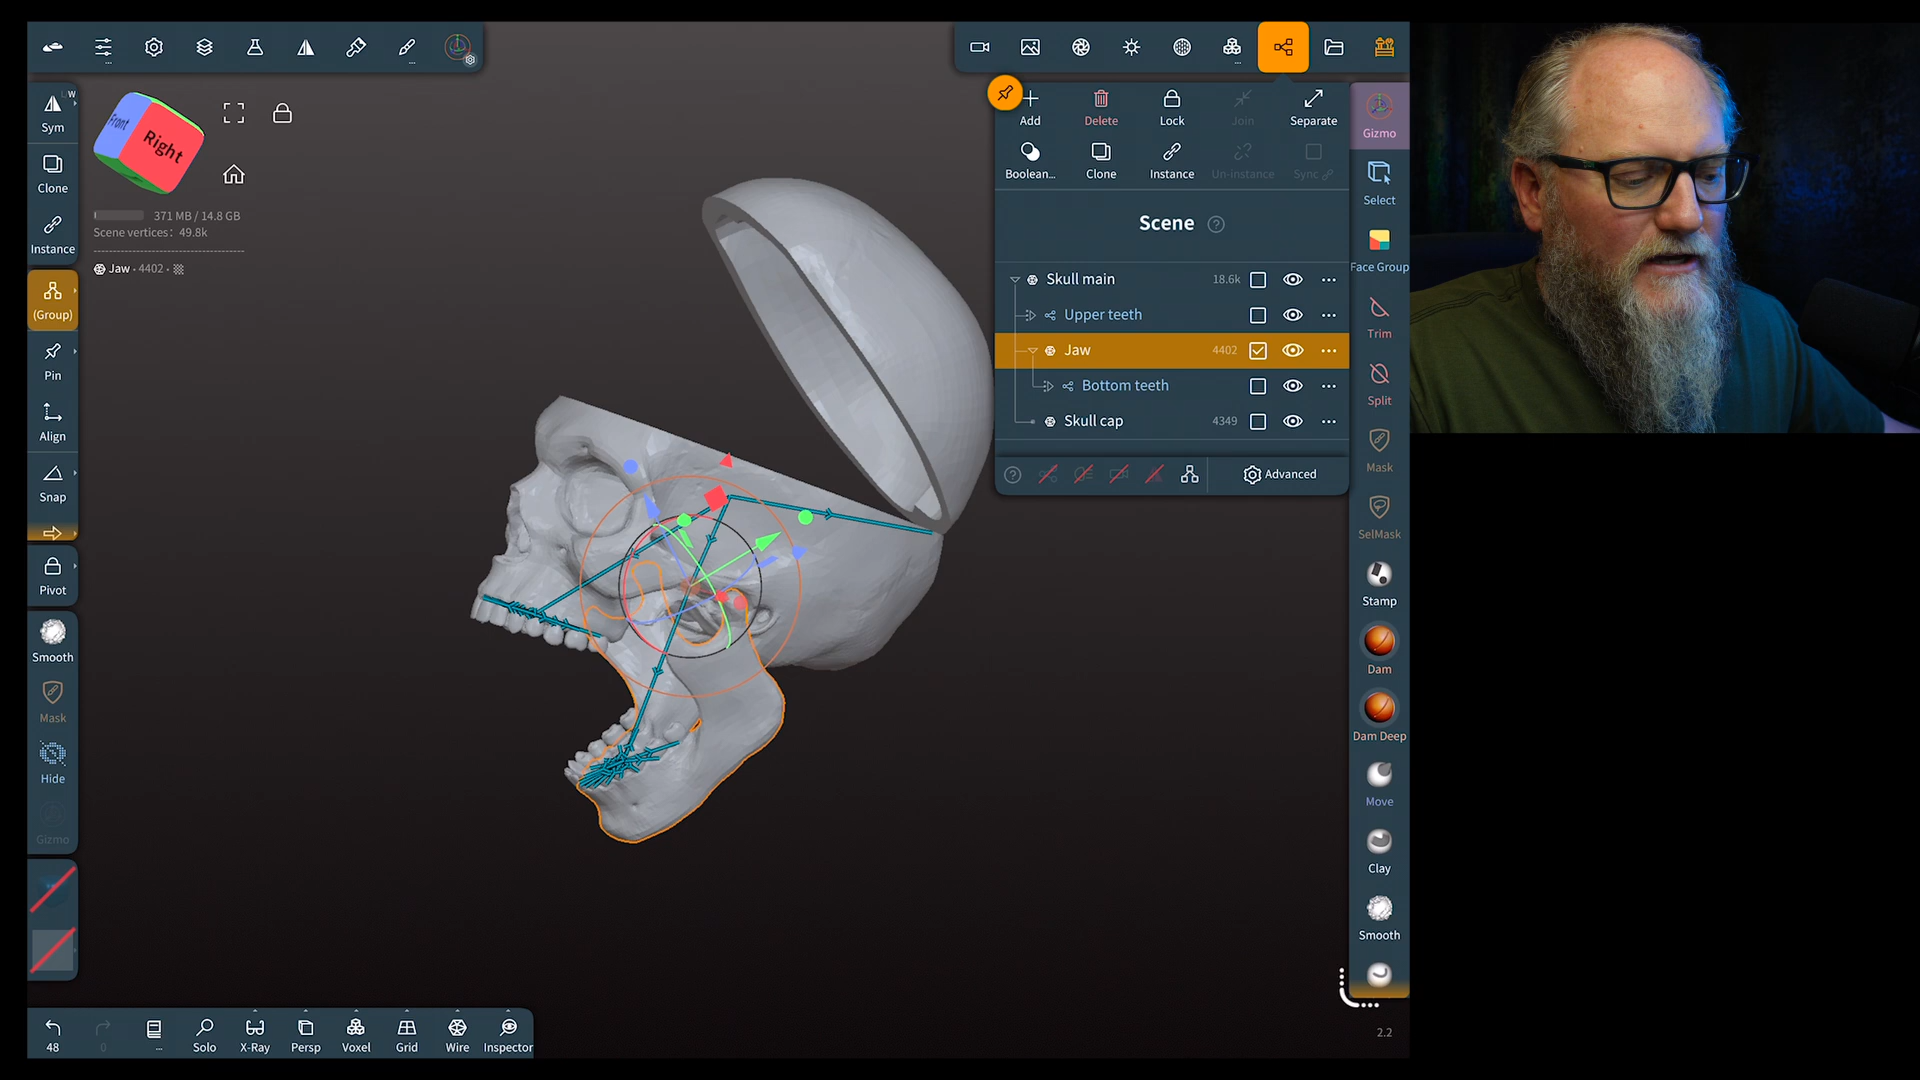 Sym
L/W
Clone
Instance
(Group)
Pin
Align
Snap
Pivot
Smooth
Mask
Hide
Gizmo
Front
Right
371 MB / 14.8 GB
Scene vertices: 49.8k
Jaw · 4402 ·
Add
Delete
Lock
Join
Separate
Boolean...
Clone
Instance
Un-instance
Sync
Scene ?
Skull main 18.6k ...
Upper teeth ...
Jaw 4402 ...
Bottom teeth ...
Skull cap 4349 ...
? Advanced
Gizmo
Select
Face Group
Trim
Split
Mask
SelMask
Stamp
Dam
Dam Deep
Move
Clay
Smooth
48
0
...
Solo
X-Ray
Persp
Voxel
Grid
Wire
Inspector
2.2